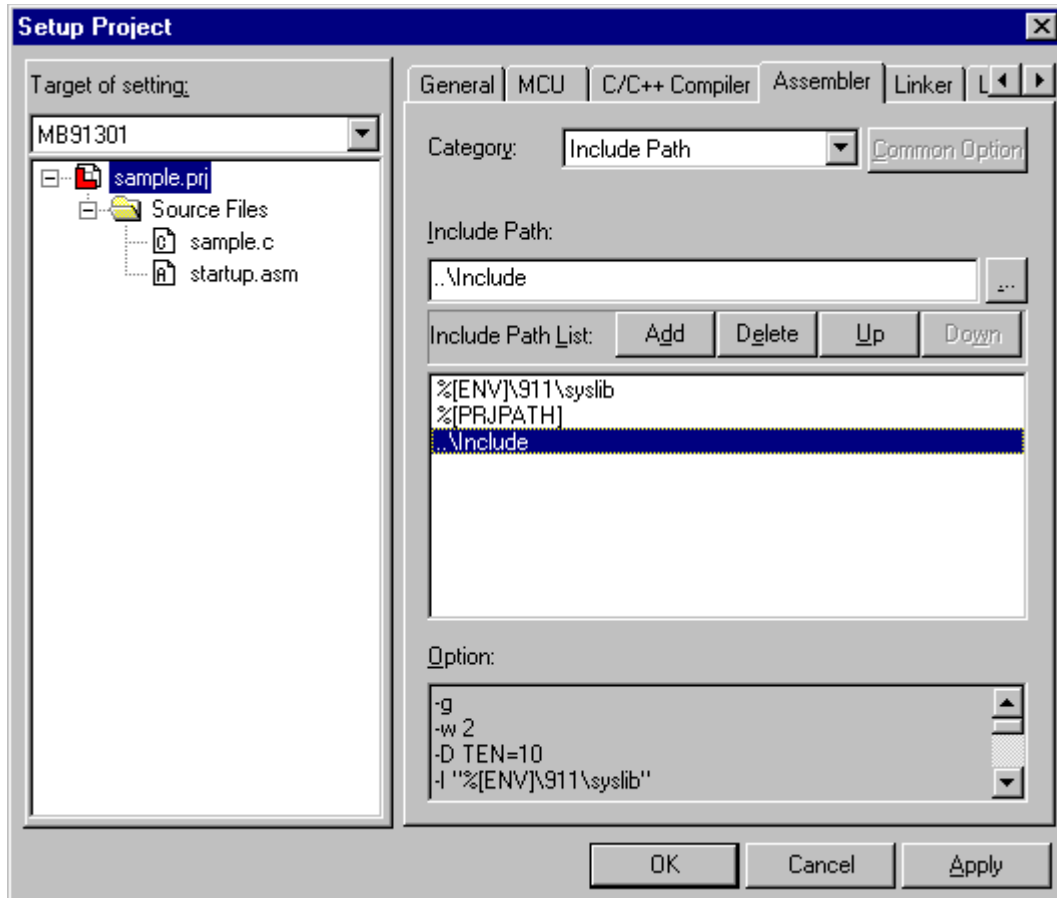 Setup Project
Target of setting:
MB91301
sample.prj
Source Files
sample.c
startup.asm
General
MCU
C/C++ Compiler
Assembler
Linker
L
Category:
Include Path
Common Option
Include Path:
..\Include
...
Include Path List:
Add
Delete
Up
Down
%[ENV]\911\syslib
%[PRJPATH]
..\Include
Option:
-g
-w 2
-D TEN=10
-I "%[ENV]\911\syslib"
OK
Cancel
Apply